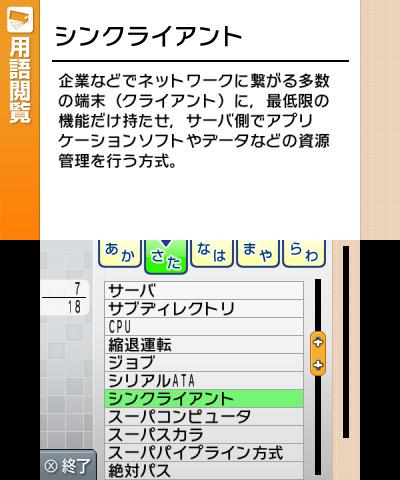 用語閲覧
シンクライアント
企業などでネットワークに繋がる多数
の端末（クライアント）に，最低限の
機能だけ持たせ，サーバ側でアプリ
ケーションソフトやデータなどの資源
管理を行う方式。
あか
さた
なは
まや
らわ
7
18
サーバ
サブディレクトリ
CPU
縮退運転
ジョブ
シリアルATA
シンクライアント
スーパコンピュータ
スーパスカラ
スーパパイプライン方式
絶対パス
Ⓧ終了